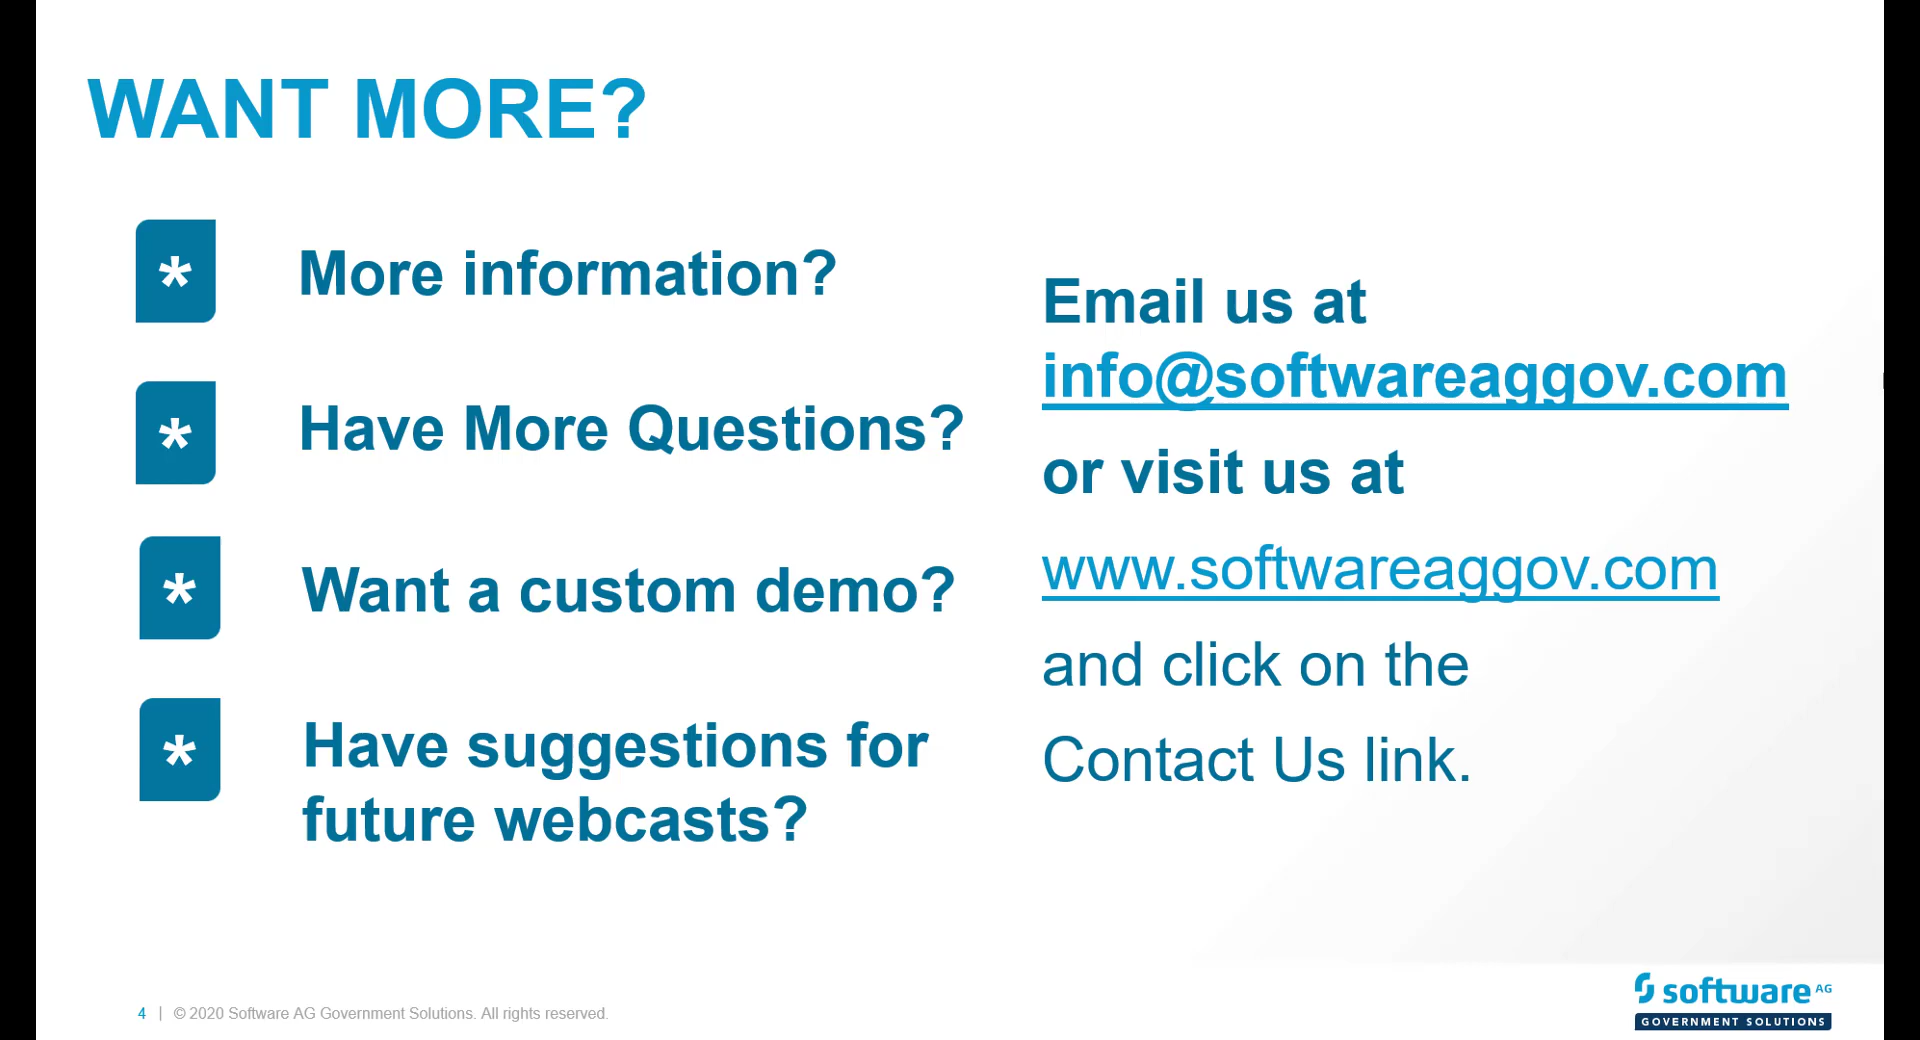 WANT MORE?
* More information?
* Have More Questions?
* Want a custom demo?
* Have suggestions for
future webcasts?
Email us at
info@softwareaggov.com
or visit us at
www.softwareaggov.com
and click on the
Contact Us link.
4 | © 2020 Software AG Government Solutions. All rights reserved.
software AG
GOVERNMENT SOLUTIONS